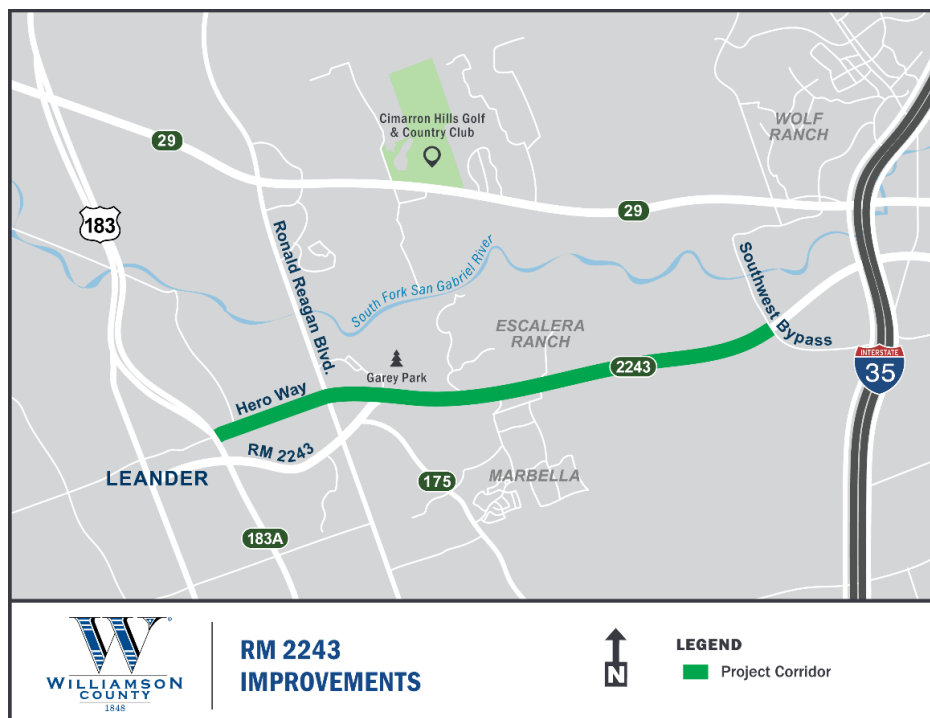 WOLF
RANCH
Cimarron Hills Golf
& Country Club
29
29
183
Ronald Reagan Blvd.
South Fork San Gabriel River
Southwest Bypass
ESCALERA
RANCH
2243
INTERSTATE
35
Garey Park
Hero Way
RM 2243
LEANDER
175
MARBELLA
183A
W
WILLIAMSON
COUNTY
1848
RM 2243
IMPROVEMENTS
N
LEGEND
Project Corridor